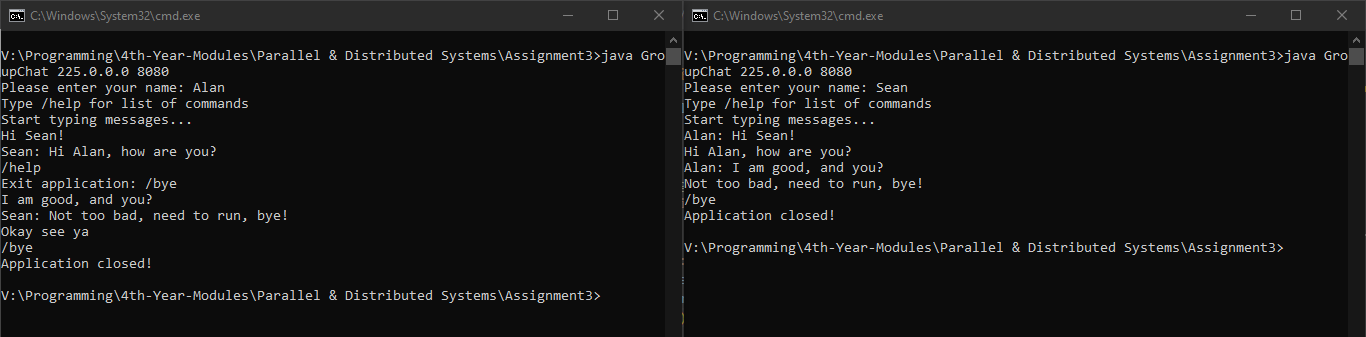 C:\Windows\System32\cmd.exe
V:\Programming\4th-Year-Modules\Parallel & Distributed Systems\Assignment3>java Gro
upChat 225.0.0.0 8080
Please enter your name: Alan
Type /help for list of commands
Start typing messages...
Hi Sean!
Sean: Hi Alan, how are you?
/help
Exit application: /bye
I am good, and you?
Sean: Not too bad, need to run, bye!
Okay see ya
/bye
Application closed!
V:\Programming\4th-Year-Modules\Parallel & Distributed Systems\Assignment3>
C:\Windows\System32\cmd.exe
V:\Programming\4th-Year-Modules\Parallel & Distributed Systems\Assignment3>java Gro
upChat 225.0.0.0 8080
Please enter your name: Sean
Type /help for list of commands
Start typing messages...
Alan: Hi Sean!
Hi Alan, how are you?
Alan: I am good, and you?
Not too bad, need to run, bye!
/bye
Application closed!
V:\Programming\4th-Year-Modules\Parallel & Distributed Systems\Assignment3>